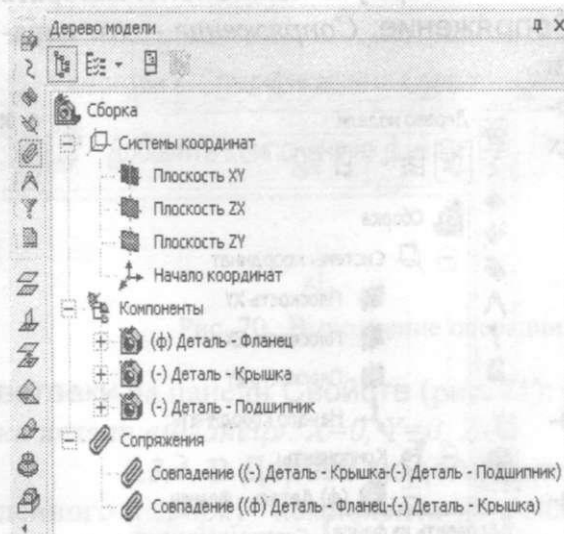 Дерево модели
Сборка
Системы координат
Плоскость XY
Плоскость ZX
Плоскость ZY
Начало координат
Компоненты
(ф) Деталь - Фланец
(-) Деталь - Крышка
(-) Деталь - Подшипник
Сопряжения
Совпадение ((-) Деталь - Крышка-(-) Деталь - Подшипник)
Совпадение ((ф) Деталь - Фланец-(-) Деталь - Крышка)